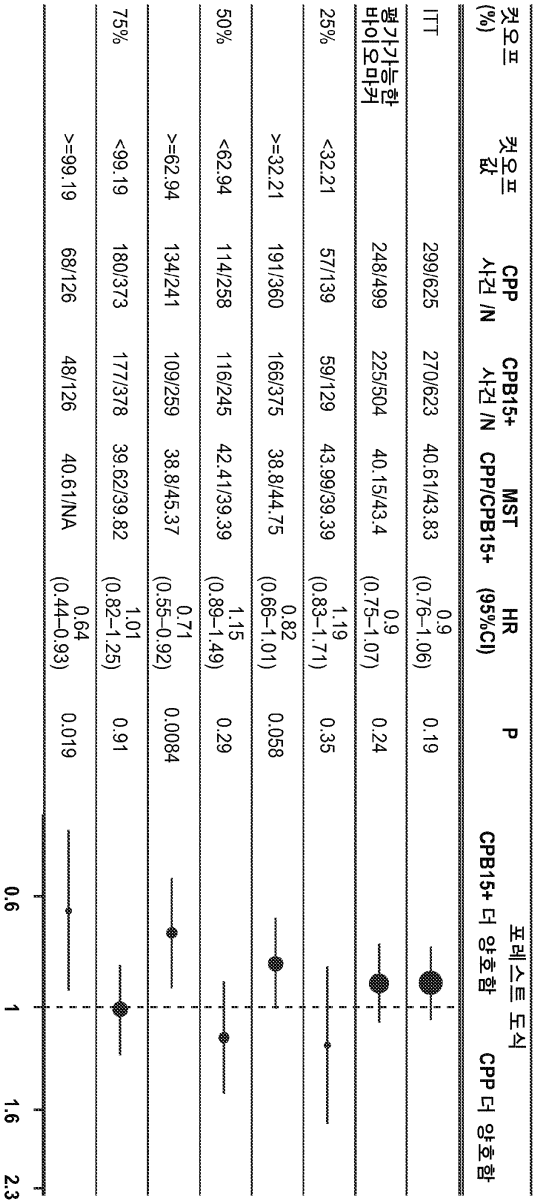 포레스트 도식
컷오프 (%) 컷오프 값 CPP 사건 /N CPB15+ 사건 /N MST CPP/CPB15+ HR (95%CI) P CPB15+ 더 양호함 CPP 더 양호함
ITT 299/625 270/623 40.61/43.83 0.9 (0.76–1.06) 0.19
평가가능한 바이오마커 248/499 225/504 40.15/43.4 0.9 (0.75–1.07) 0.24
25% <32.21 57/139 59/129 43.99/39.39 1.19 (0.83–1.71) 0.35
>=32.21 191/360 166/375 38.8/44.75 0.82 (0.66–1.01) 0.058
50% <62.94 114/258 116/245 42.41/39.39 1.15 (0.89–1.49) 0.29
>=62.94 134/241 109/259 38.8/45.37 0.71 (0.55–0.92) 0.0084
75% <99.19 180/373 177/378 39.62/39.82 1.01 (0.82–1.25) 0.91
>=99.19 68/126 48/126 40.61/NA 0.64 (0.44–0.93) 0.019
0.6 1 1.6 2.3